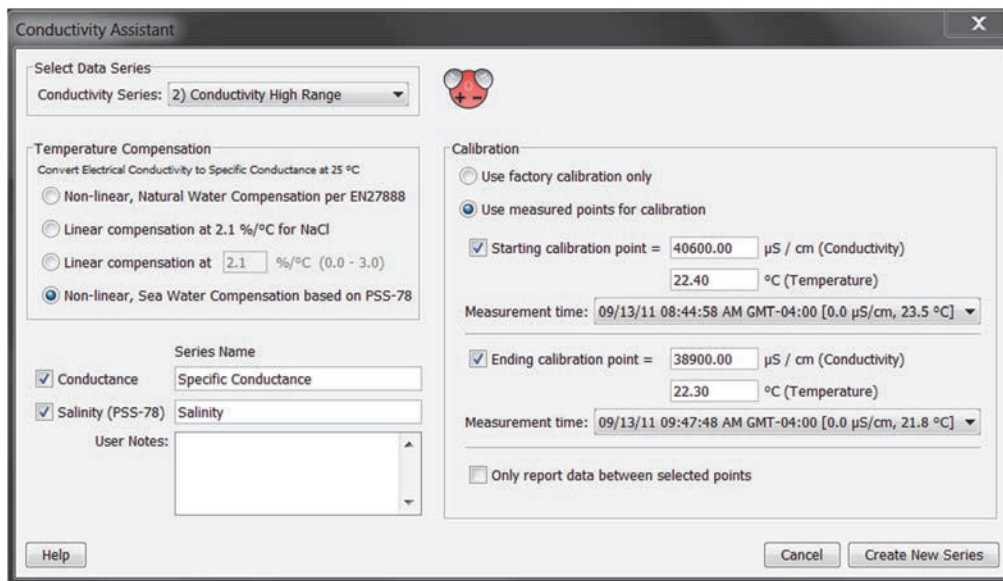 Conductivity Assistant
X
Select Data Series
Conductivity Series: 2) Conductivity High Range
Temperature Compensation
Convert Electrical Conductivity to Specific Conductance at 25 ºC
Non-linear, Natural Water Compensation per EN27888
Linear compensation at 2.1 %/ºC for NaCl
Linear compensation at 2.1 %/ºC (0.0 - 3.0)
Non-linear, Sea Water Compensation based on PSS-78
Series Name
Conductance Specific Conductance
Salinity (PSS-78) Salinity
User Notes:
Calibration
Use factory calibration only
Use measured points for calibration
Starting calibration point = 40600.00 µS / cm (Conductivity)
22.40 ºC (Temperature)
Measurement time: 09/13/11 08:44:58 AM GMT-04:00 [0.0 µS/cm, 23.5 ºC]
Ending calibration point = 38900.00 µS / cm (Conductivity)
22.30 ºC (Temperature)
Measurement time: 09/13/11 09:47:48 AM GMT-04:00 [0.0 µS/cm, 21.8 ºC]
Only report data between selected points
Help
Cancel Create New Series